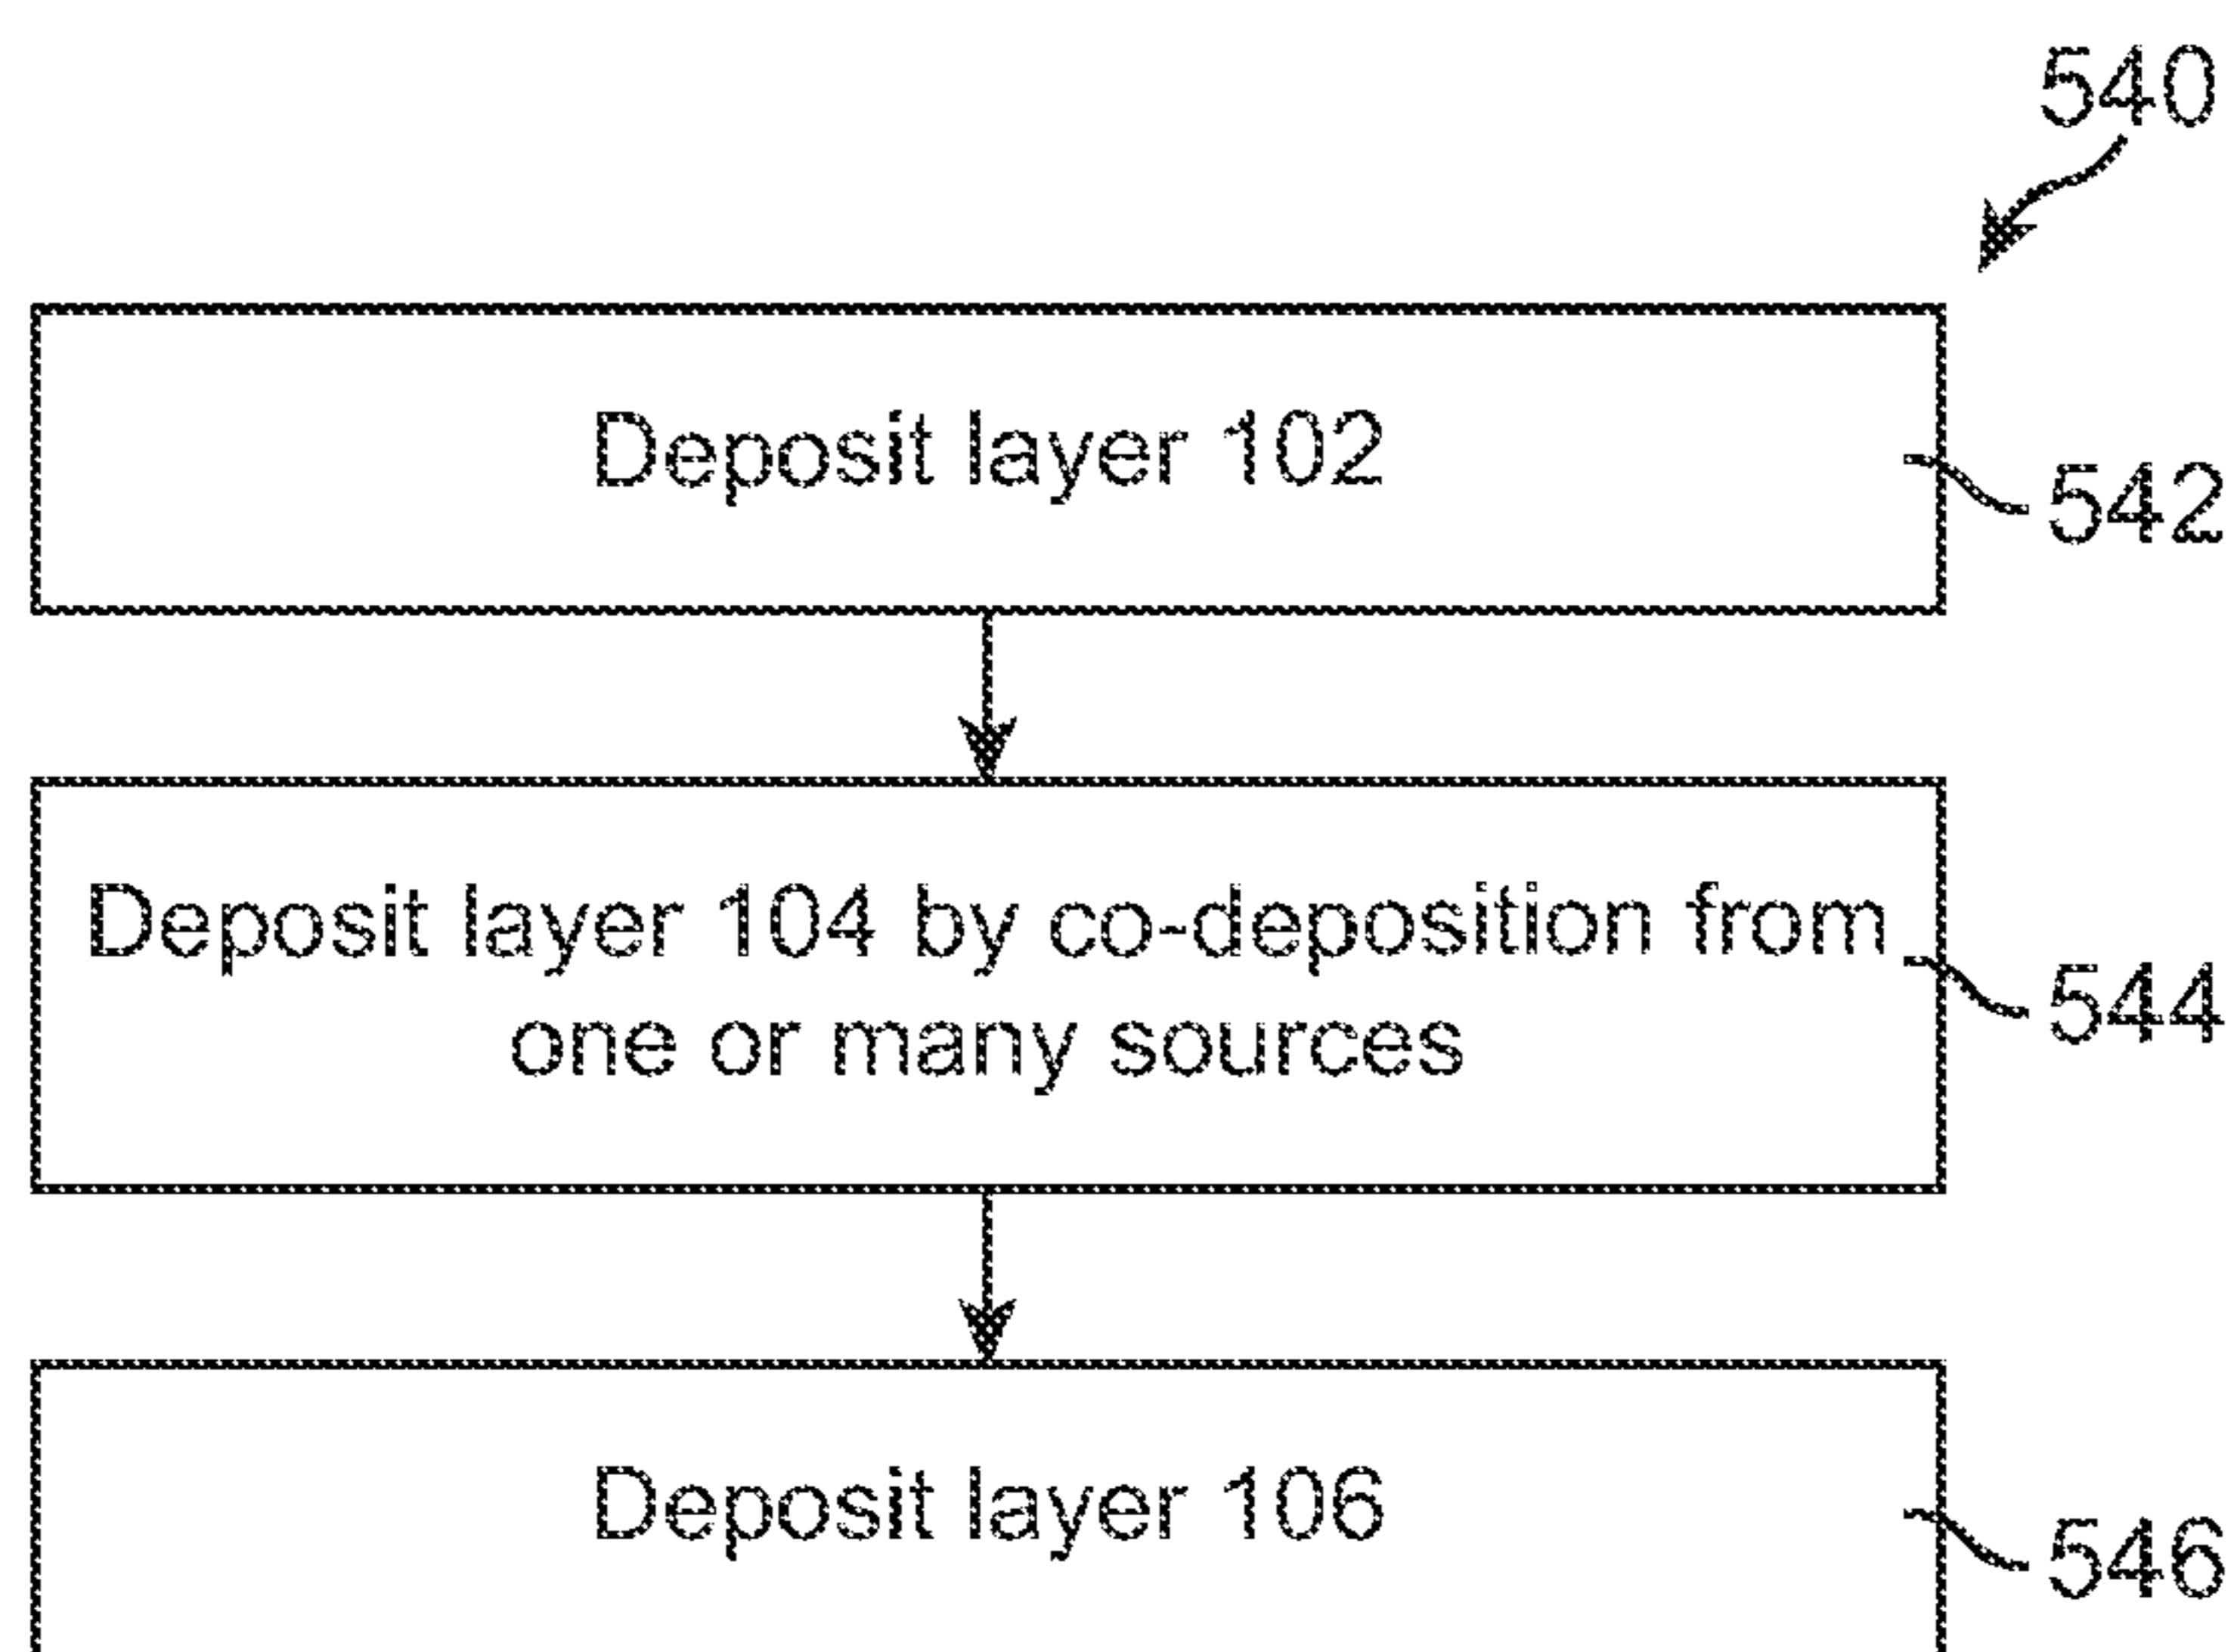 540
Deposit layer 102
542
Deposit layer 104 by co-deposition from
one or many sources
544
Deposit layer 106
546